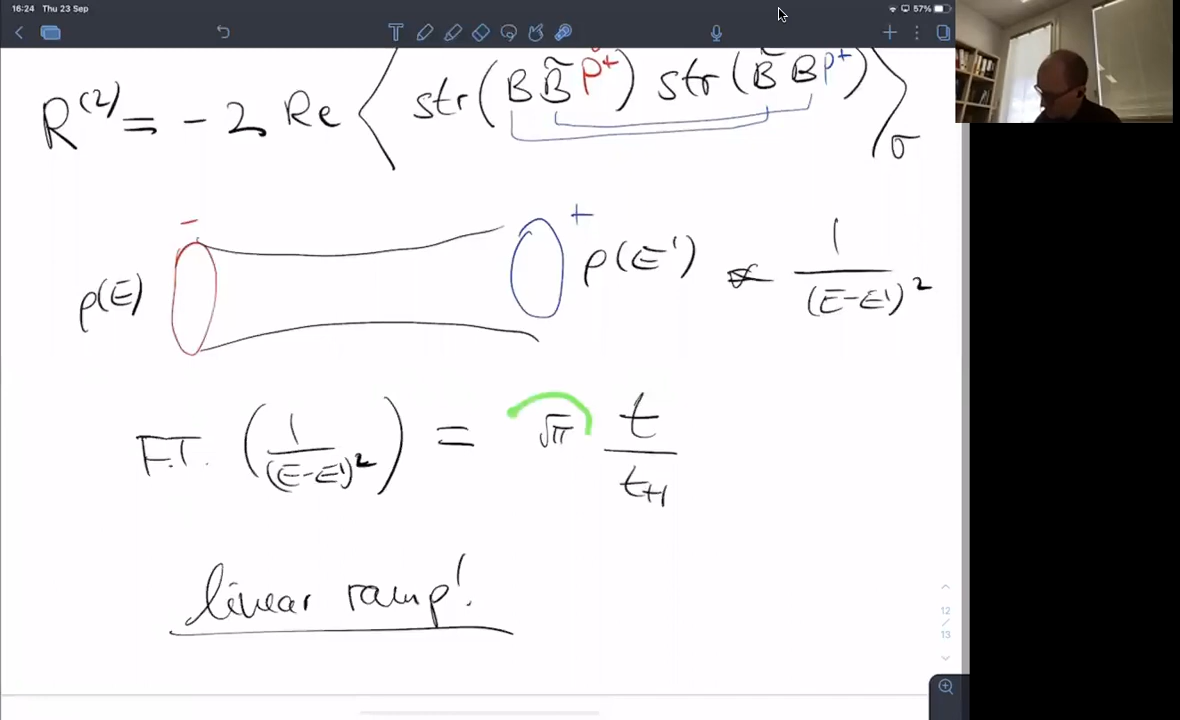 16:24 Thu 23 Sep
57%
R^(2) = - 2 Re ⟨ str(B B̃ P^+) str(B̃ B P^+) ⟩_σ
- +
ρ(E) ρ(E') 1/(E-E')^2
F.T. (1/(E-E')^2) = √π t/t_H
linear ramp!
12
/
13